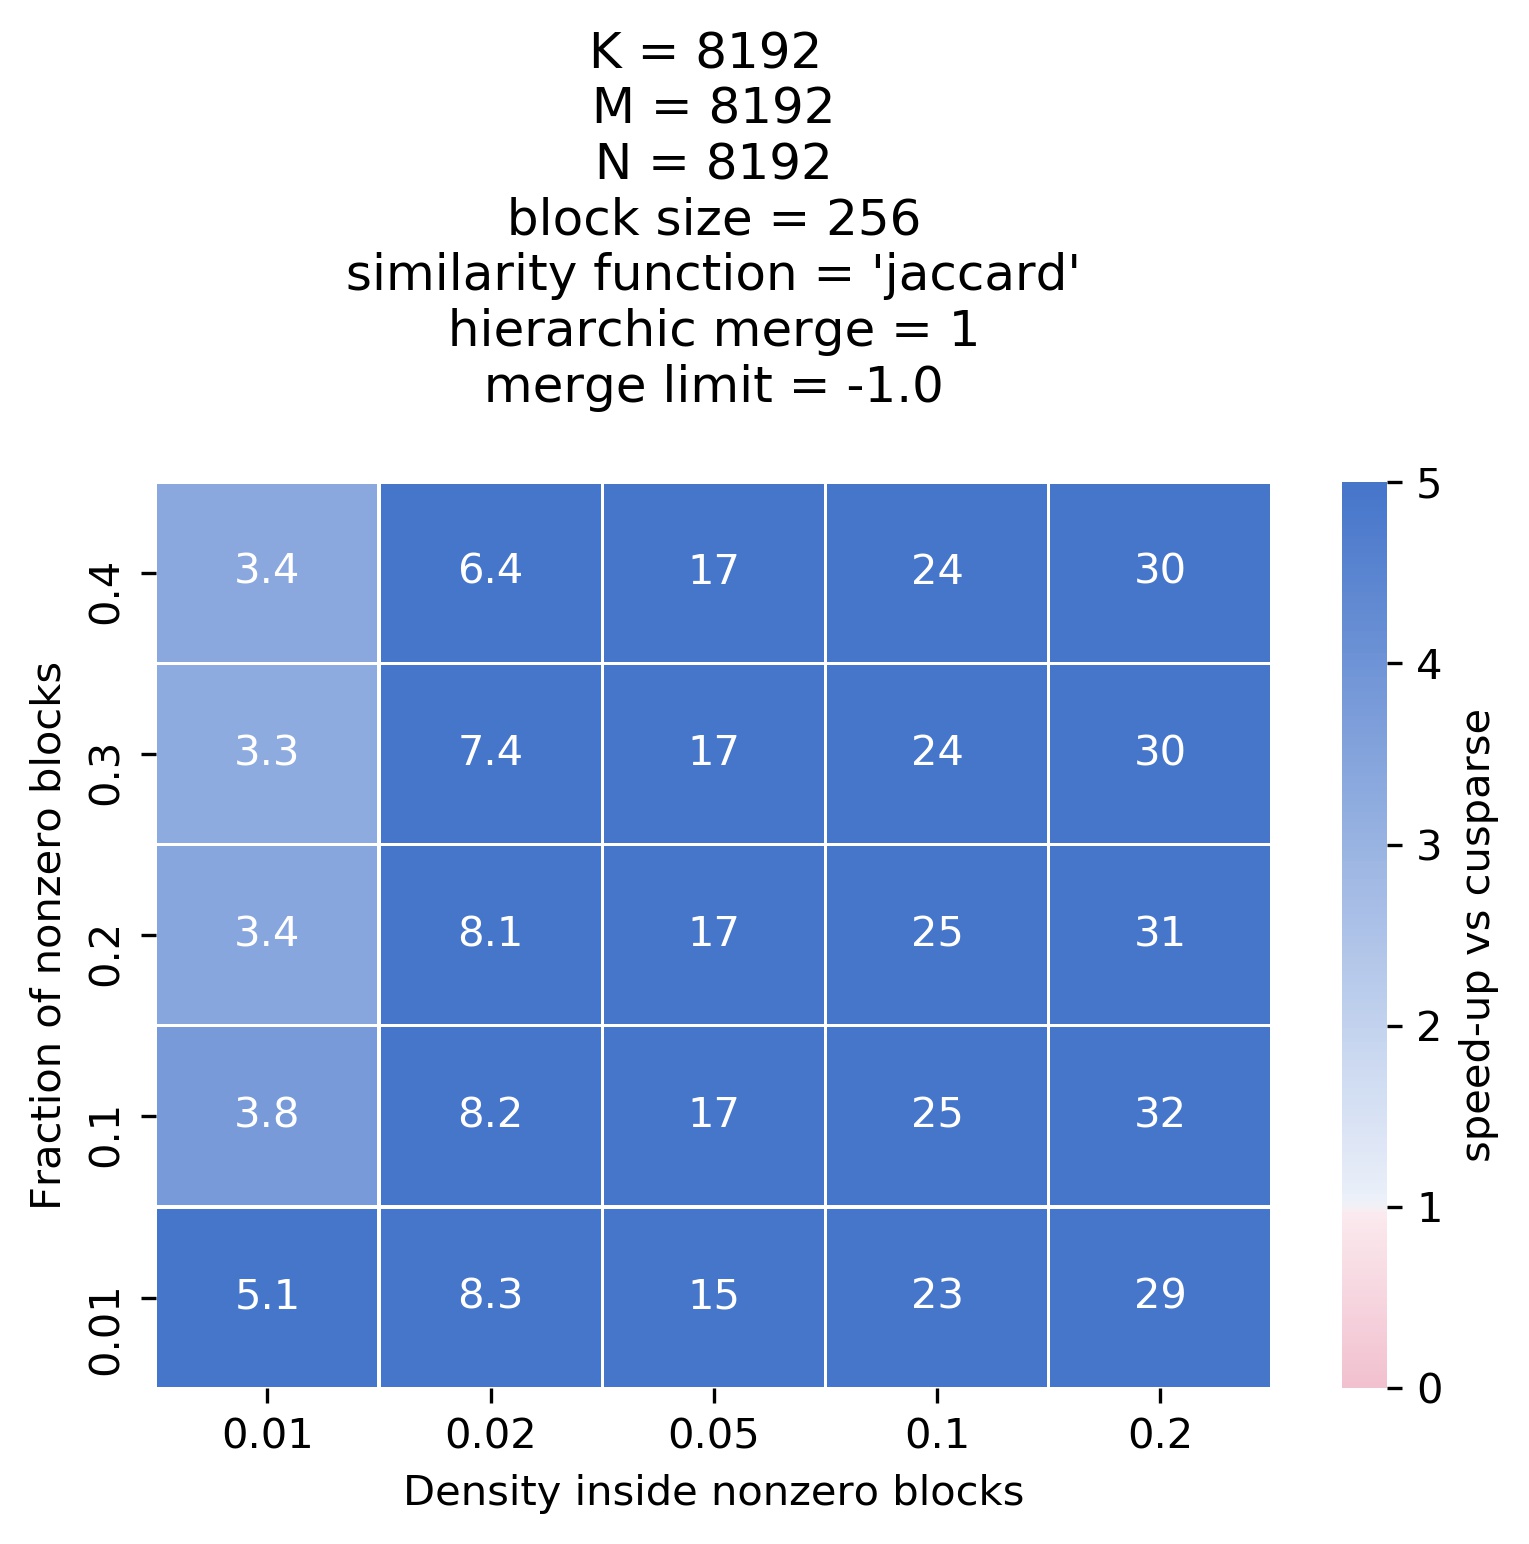 K = 8192
M = 8192
N = 8192
block size = 256
similarity function = 'jaccard'
hierarchic merge = 1
merge limit = -1.0
Fraction of nonzero blocks
0.4 3.4 6.4 17 24 30
0.3 3.3 7.4 17 24 30
0.2 3.4 8.1 17 25 31
0.1 3.8 8.2 17 25 32
0.01 5.1 8.3 15 23 29
0.01 0.02 0.05 0.1 0.2
Density inside nonzero blocks
5
4
3
2
1
0
speed-up vs cusparse